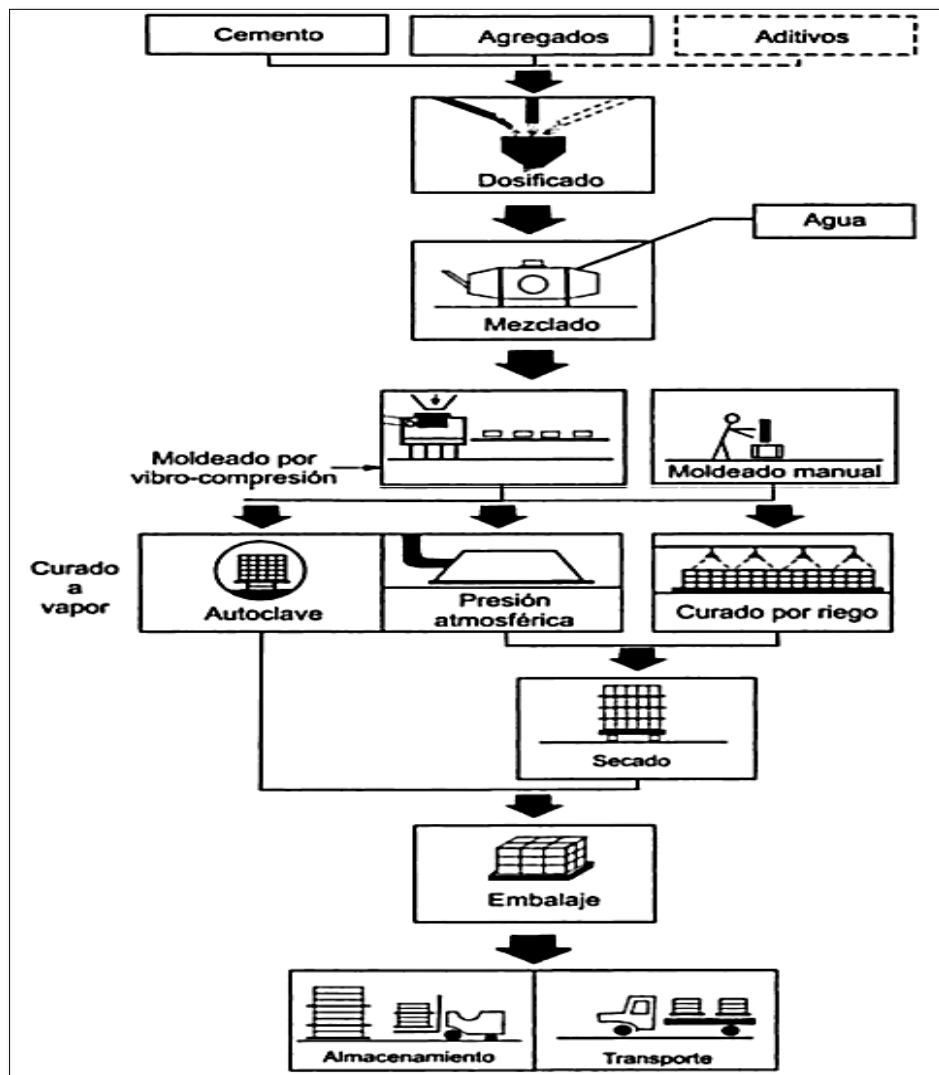 Cemento
Agregados
Aditivos
Dosificado
Agua
Mezclado
Moldeado por
vibro-compresión
Moldeado manual
Curado
a
vapor
Autoclave
Presión
atmosférica
Curado por riego
Secado
Embalaje
Almacenamiento
Transporte